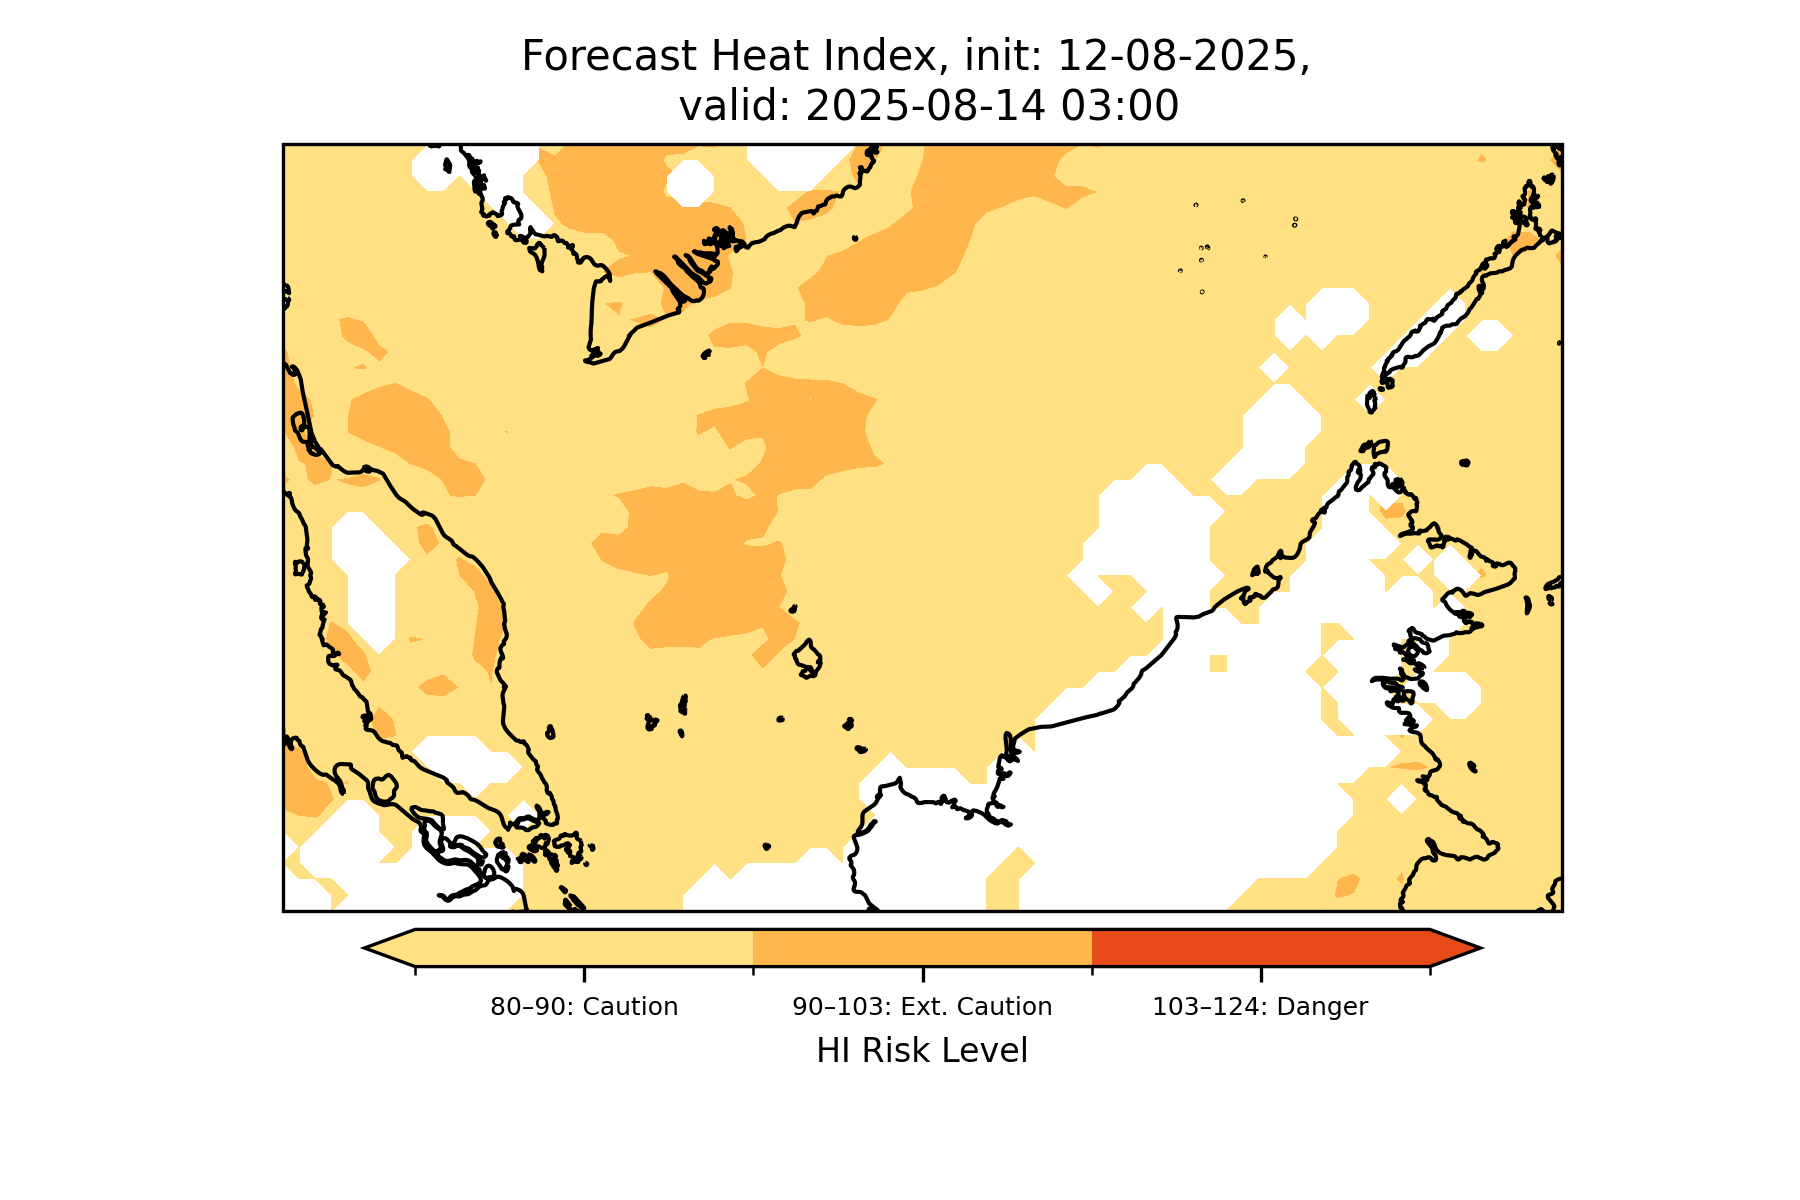 Forecast Heat Index, init: 12-08-2025,
valid: 2025-08-14 03:00
80–90: Caution
90–103: Ext. Caution
103–124: Danger
HI Risk Level